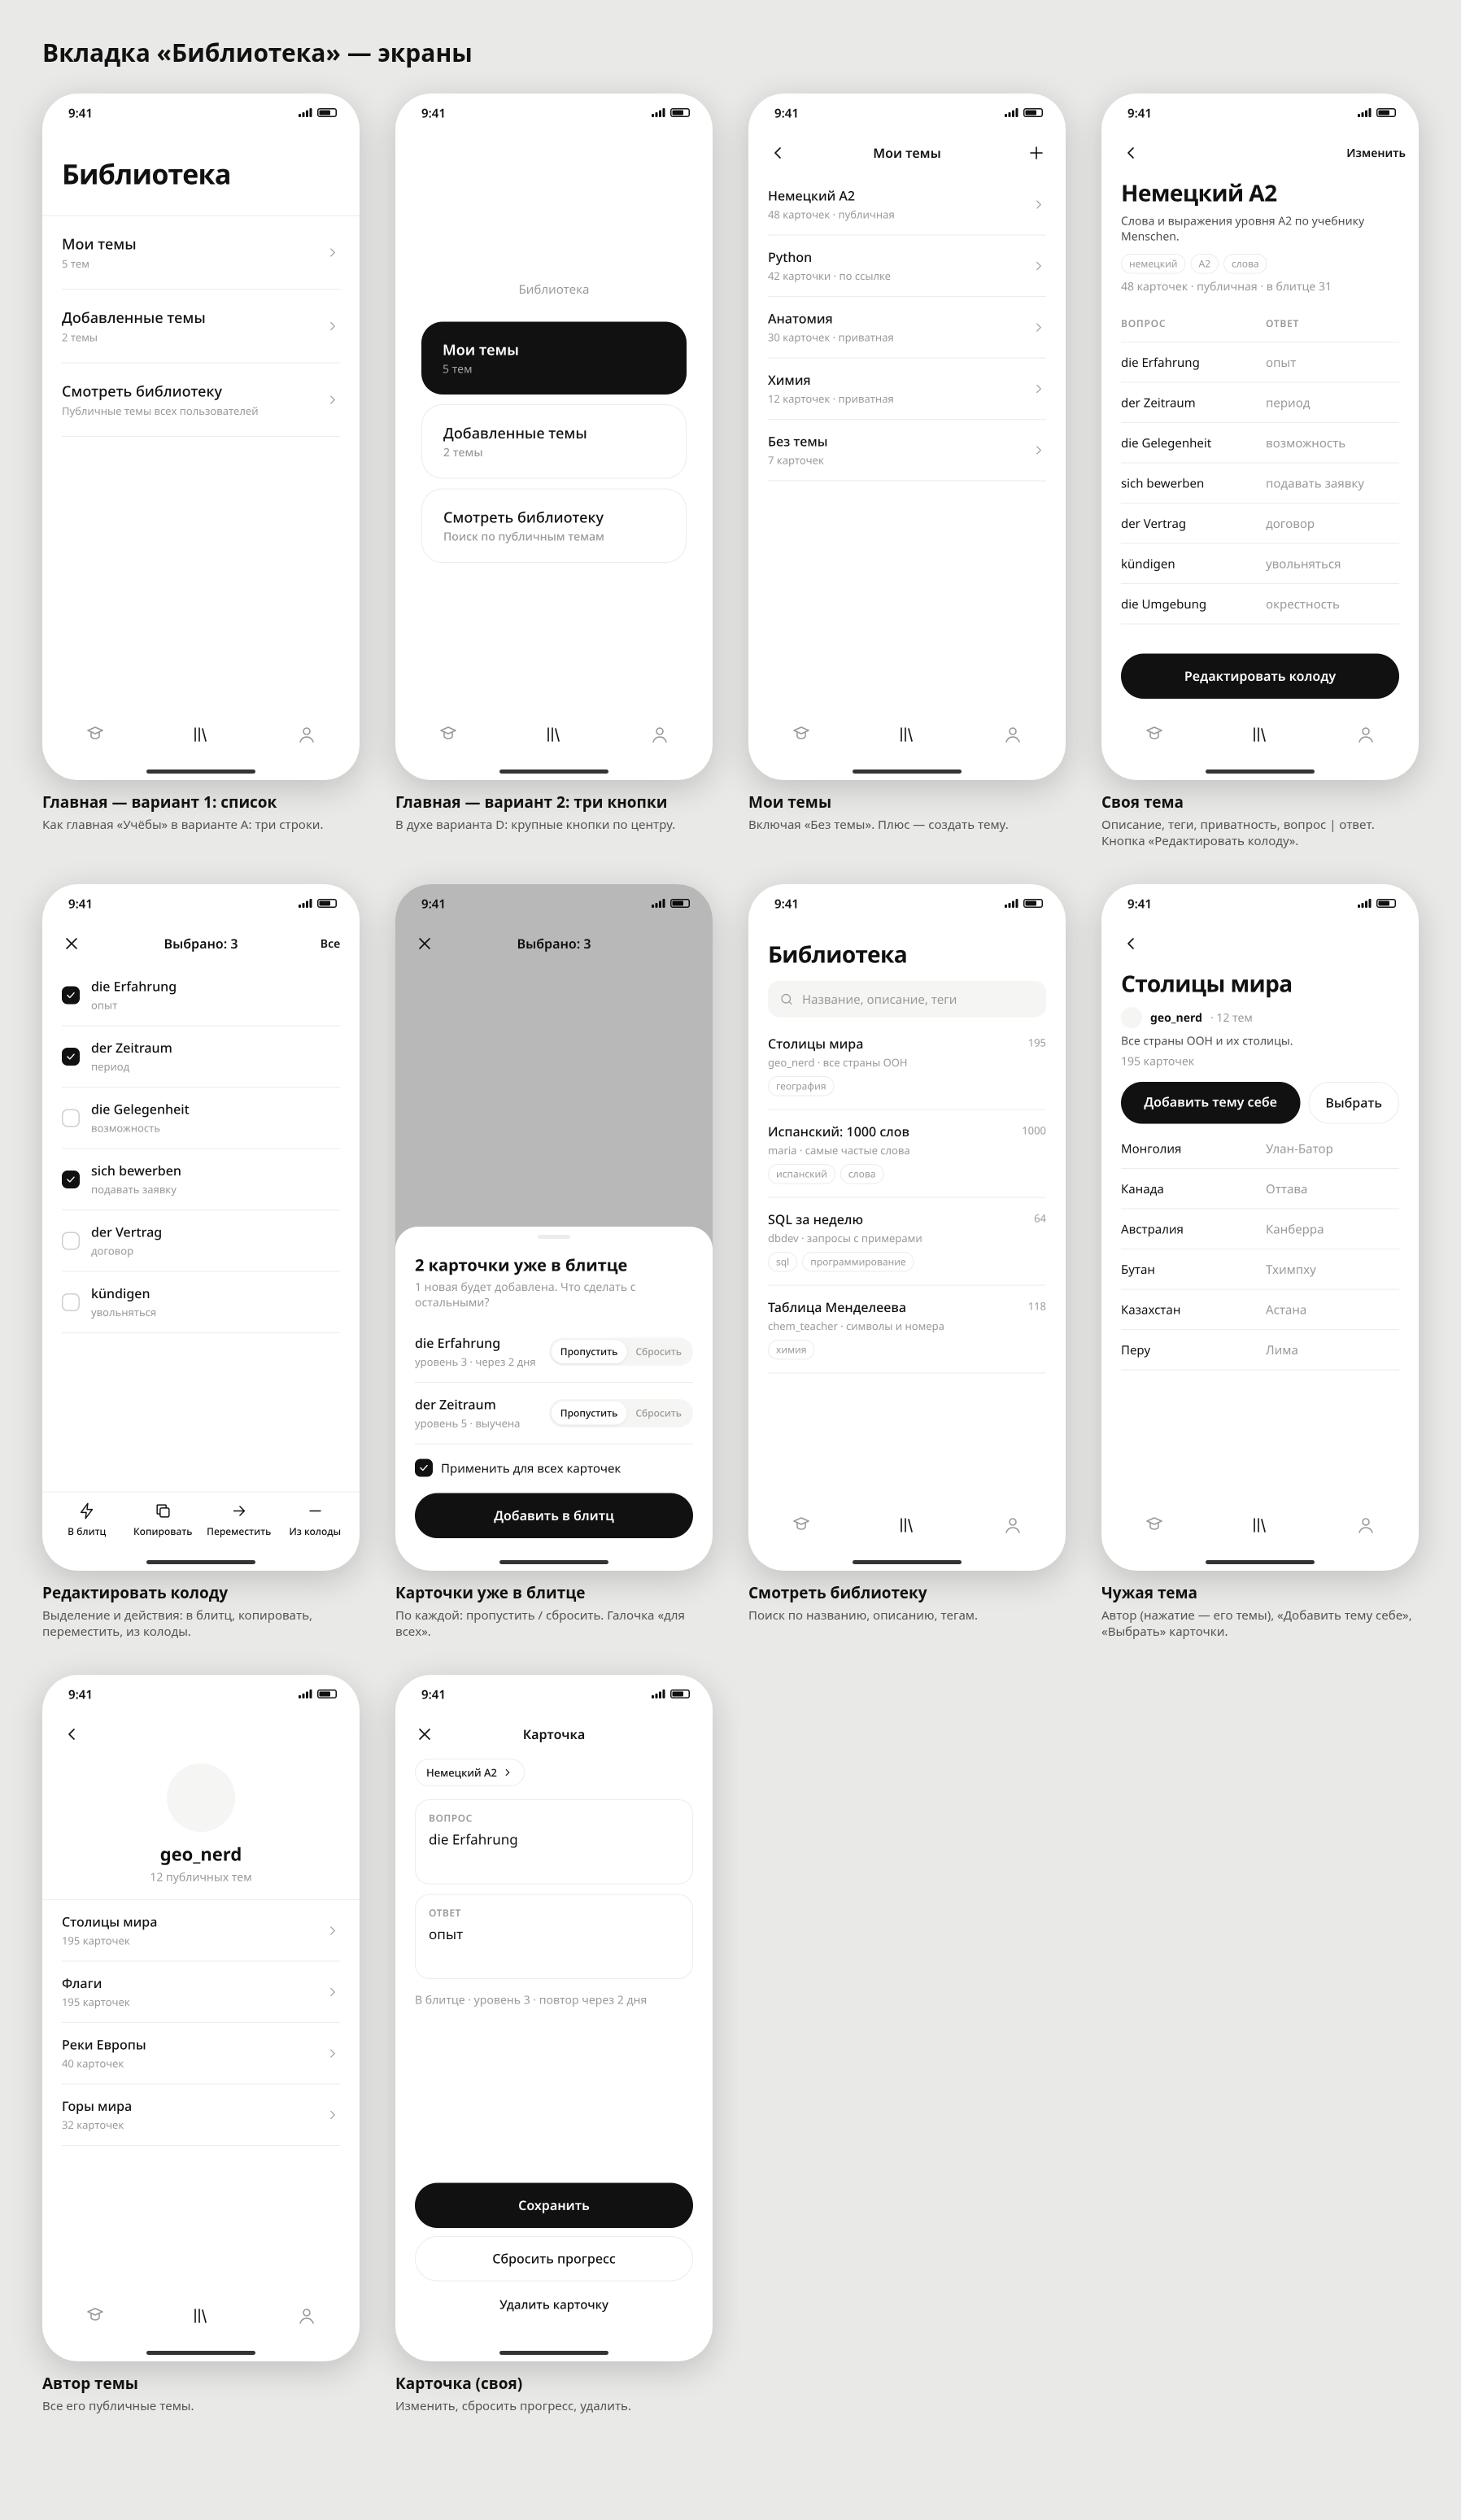 Вкладка «Библиотека» — экраны
9:41
Библиотека
Мои темы
5 тем
Добавленные темы
2 темы
Смотреть библиотеку
Публичные темы всех пользователей
Главная — вариант 1: список
Как главная «Учёбы» в варианте A: три строки.
9:41
Библиотека
Мои темы
5 тем
Добавленные темы
2 темы
Смотреть библиотеку
Поиск по публичным темам
Главная — вариант 2: три кнопки
В духе варианта D: крупные кнопки по центру.
9:41
Мои темы
Немецкий A2
48 карточек · публичная
Python
42 карточки · по ссылке
Анатомия
30 карточек · приватная
Химия
12 карточек · приватная
Без темы
7 карточек
Мои темы
Включая «Без темы». Плюс — создать тему.
9:41
Изменить
Немецкий A2
Слова и выражения уровня A2 по учебнику
Menschen.
немецкий A2 слова
48 карточек · публичная · в блитце 31
ВОПРОС ОТВЕТ
die Erfahrung опыт
der Zeitraum период
die Gelegenheit возможность
sich bewerben подавать заявку
der Vertrag договор
kündigen увольняться
die Umgebung окрестность
Редактировать колоду
Своя тема
Описание, теги, приватность, вопрос | ответ.
Кнопка «Редактировать колоду».
9:41
Выбрано: 3 Все
die Erfahrung
опыт
der Zeitraum
период
die Gelegenheit
возможность
sich bewerben
подавать заявку
der Vertrag
договор
kündigen
увольняться
В блитц Копировать Переместить Из колоды
Редактировать колоду
Выделение и действия: в блитц, копировать,
переместить, из колоды.
9:41
Выбрано: 3
2 карточки уже в блитце
1 новая будет добавлена. Что сделать с
остальными?
die Erfahrung
уровень 3 · через 2 дня
Пропустить Сбросить
der Zeitraum
уровень 5 · выучена
Пропустить Сбросить
Применить для всех карточек
Добавить в блитц
Карточки уже в блитце
По каждой: пропустить / сбросить. Галочка «для
всех».
9:41
Библиотека
Название, описание, теги
Столицы мира 195
geo_nerd · все страны ООН
география
Испанский: 1000 слов 1000
maria · самые частые слова
испанский слова
SQL за неделю 64
dbdev · запросы с примерами
sql программирование
Таблица Менделеева 118
chem_teacher · символы и номера
химия
Смотреть библиотеку
Поиск по названию, описанию, тегам.
9:41
Столицы мира
geo_nerd · 12 тем
Все страны ООН и их столицы.
195 карточек
Добавить тему себе Выбрать
Монголия Улан-Батор
Канада Оттава
Австралия Канберра
Бутан Тхимпху
Казахстан Астана
Перу Лима
Чужая тема
Автор (нажатие — его темы), «Добавить тему себе»,
«Выбрать» карточки.
9:41
geo_nerd
12 публичных тем
Столицы мира
195 карточек
Флаги
195 карточек
Реки Европы
40 карточек
Горы мира
32 карточек
Автор темы
Все его публичные темы.
9:41
Карточка
Немецкий A2
ВОПРОС
die Erfahrung
ОТВЕТ
опыт
В блитце · уровень 3 · повтор через 2 дня
Сохранить
Сбросить прогресс
Удалить карточку
Карточка (своя)
Изменить, сбросить прогресс, удалить.